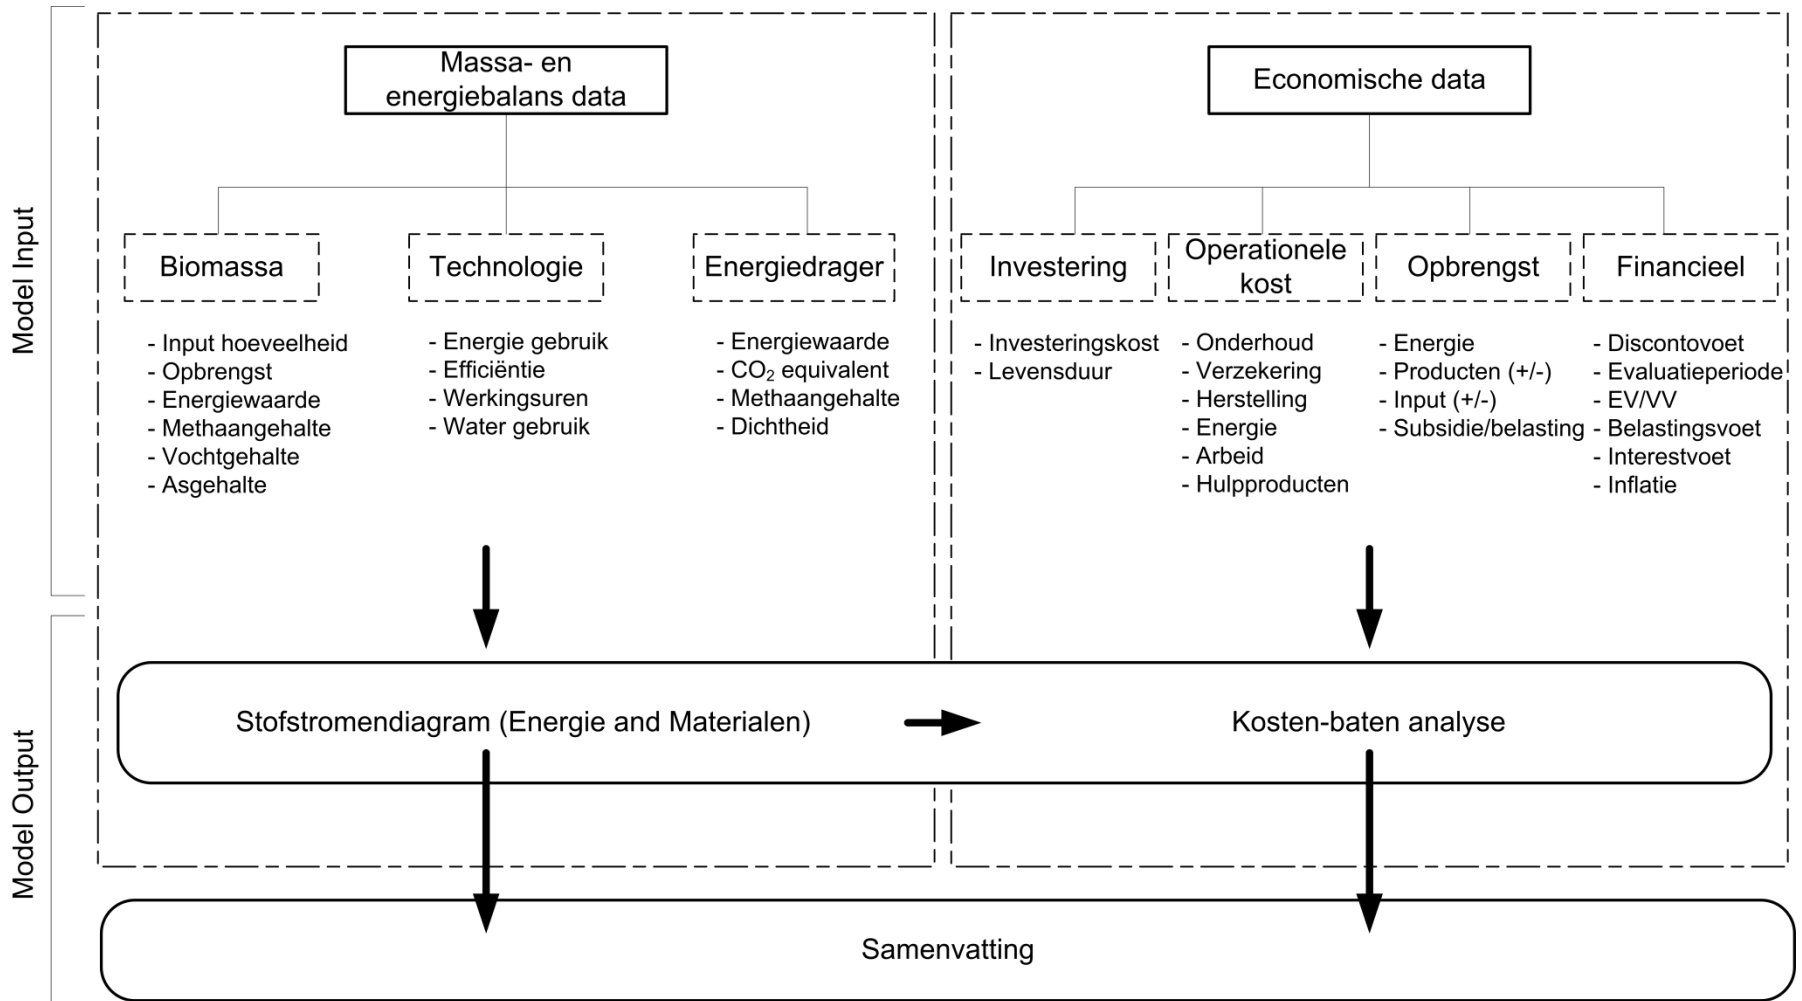 Model Input
Massa- en
energiebalans data
Biomassa
- Input hoeveelheid
- Opbrengst
- Energiewaarde
- Methaangehalte
- Vochtgehalte
- Asgehalte
Technologie
- Energie gebruik
- Efficiëntie
- Werkingsuren
- Water gebruik
Energiedrager
- Energiewaarde
- CO₂ equivalent
- Methaangehalte
- Dichtheid
Economische data
Investering
- Investeringskost
- Levensduur
Operationele
kost
- Onderhoud
- Verzekering
- Herstelling
- Energie
- Arbeid
- Hulpproducten
Opbrengst
- Energie
- Producten (+/-)
- Input (+/-)
- Subsidie/belasting
Financieel
- Discontovoet
- Evaluatieperiode
- EV/VV
- Belastingsvoet
- Interestvoet
- Inflatie
Model Output
Stofstromendiagram (Energie and Materialen)
Kosten-baten analyse
Samenvatting